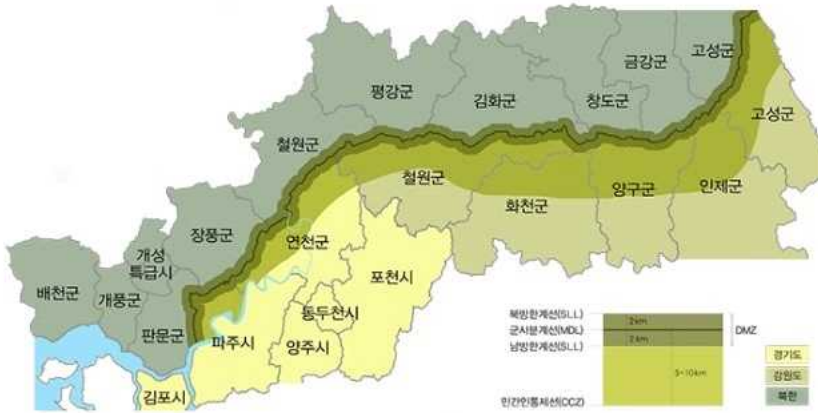 고성군
금강군
평강군
김화군
창도군
고성군
철원군
철원군
양구군
인제군
화천군
장풍군
연천군
개성
특급시
포천시
배천군
개풍군
동두천시
판문군
파주시
양주시
김포시
북방한계선(S.L.L)
2km
군사분계선(MDL)
DMZ
2km
남방한계선(S.L.L)
5~10km
민간인통제선(CCZ)
경기도
강원도
북한